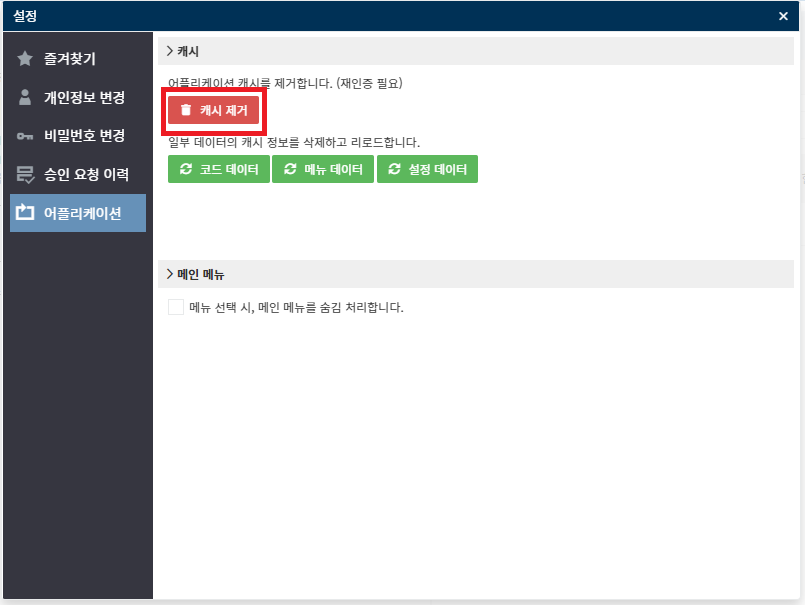 설정
즐겨찾기
개인정보 변경
비밀번호 변경
승인 요청 이력
어플리케이션
캐시
어플리케이션 캐시를 제거합니다. (재인증 필요)
캐시 제거
일부 데이터의 캐시 정보를 삭제하고 리로드합니다.
코드 데이터 메뉴 데이터 설정 데이터
메인 메뉴
메뉴 선택 시, 메인 메뉴를 숨김 처리합니다.